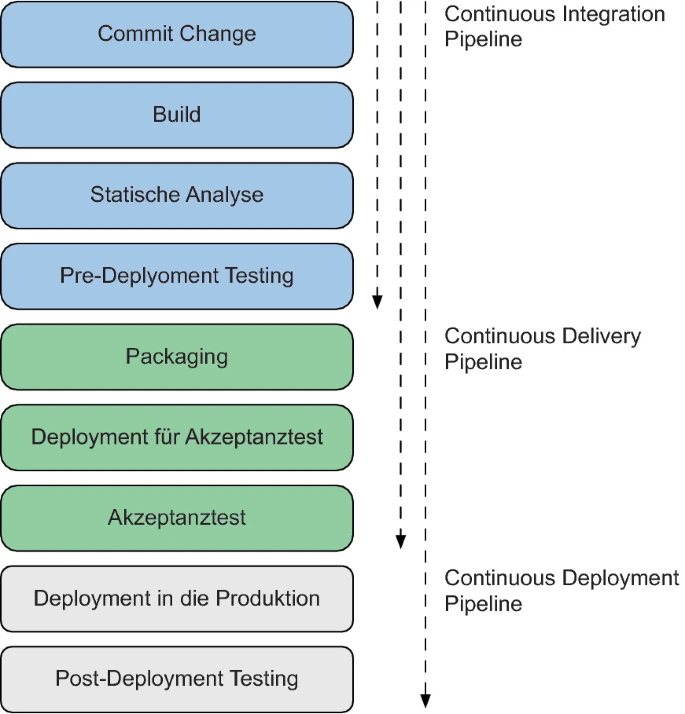 Commit Change
Build
Statische Analyse
Pre-Deplyoment Testing
Packaging
Deployment für Akzeptanztest
Akzeptanztest
Deployment in die Produktion
Post-Deployment Testing
Continuous Integration
Pipeline
Continuous Delivery
Pipeline
Continuous Deployment
Pipeline